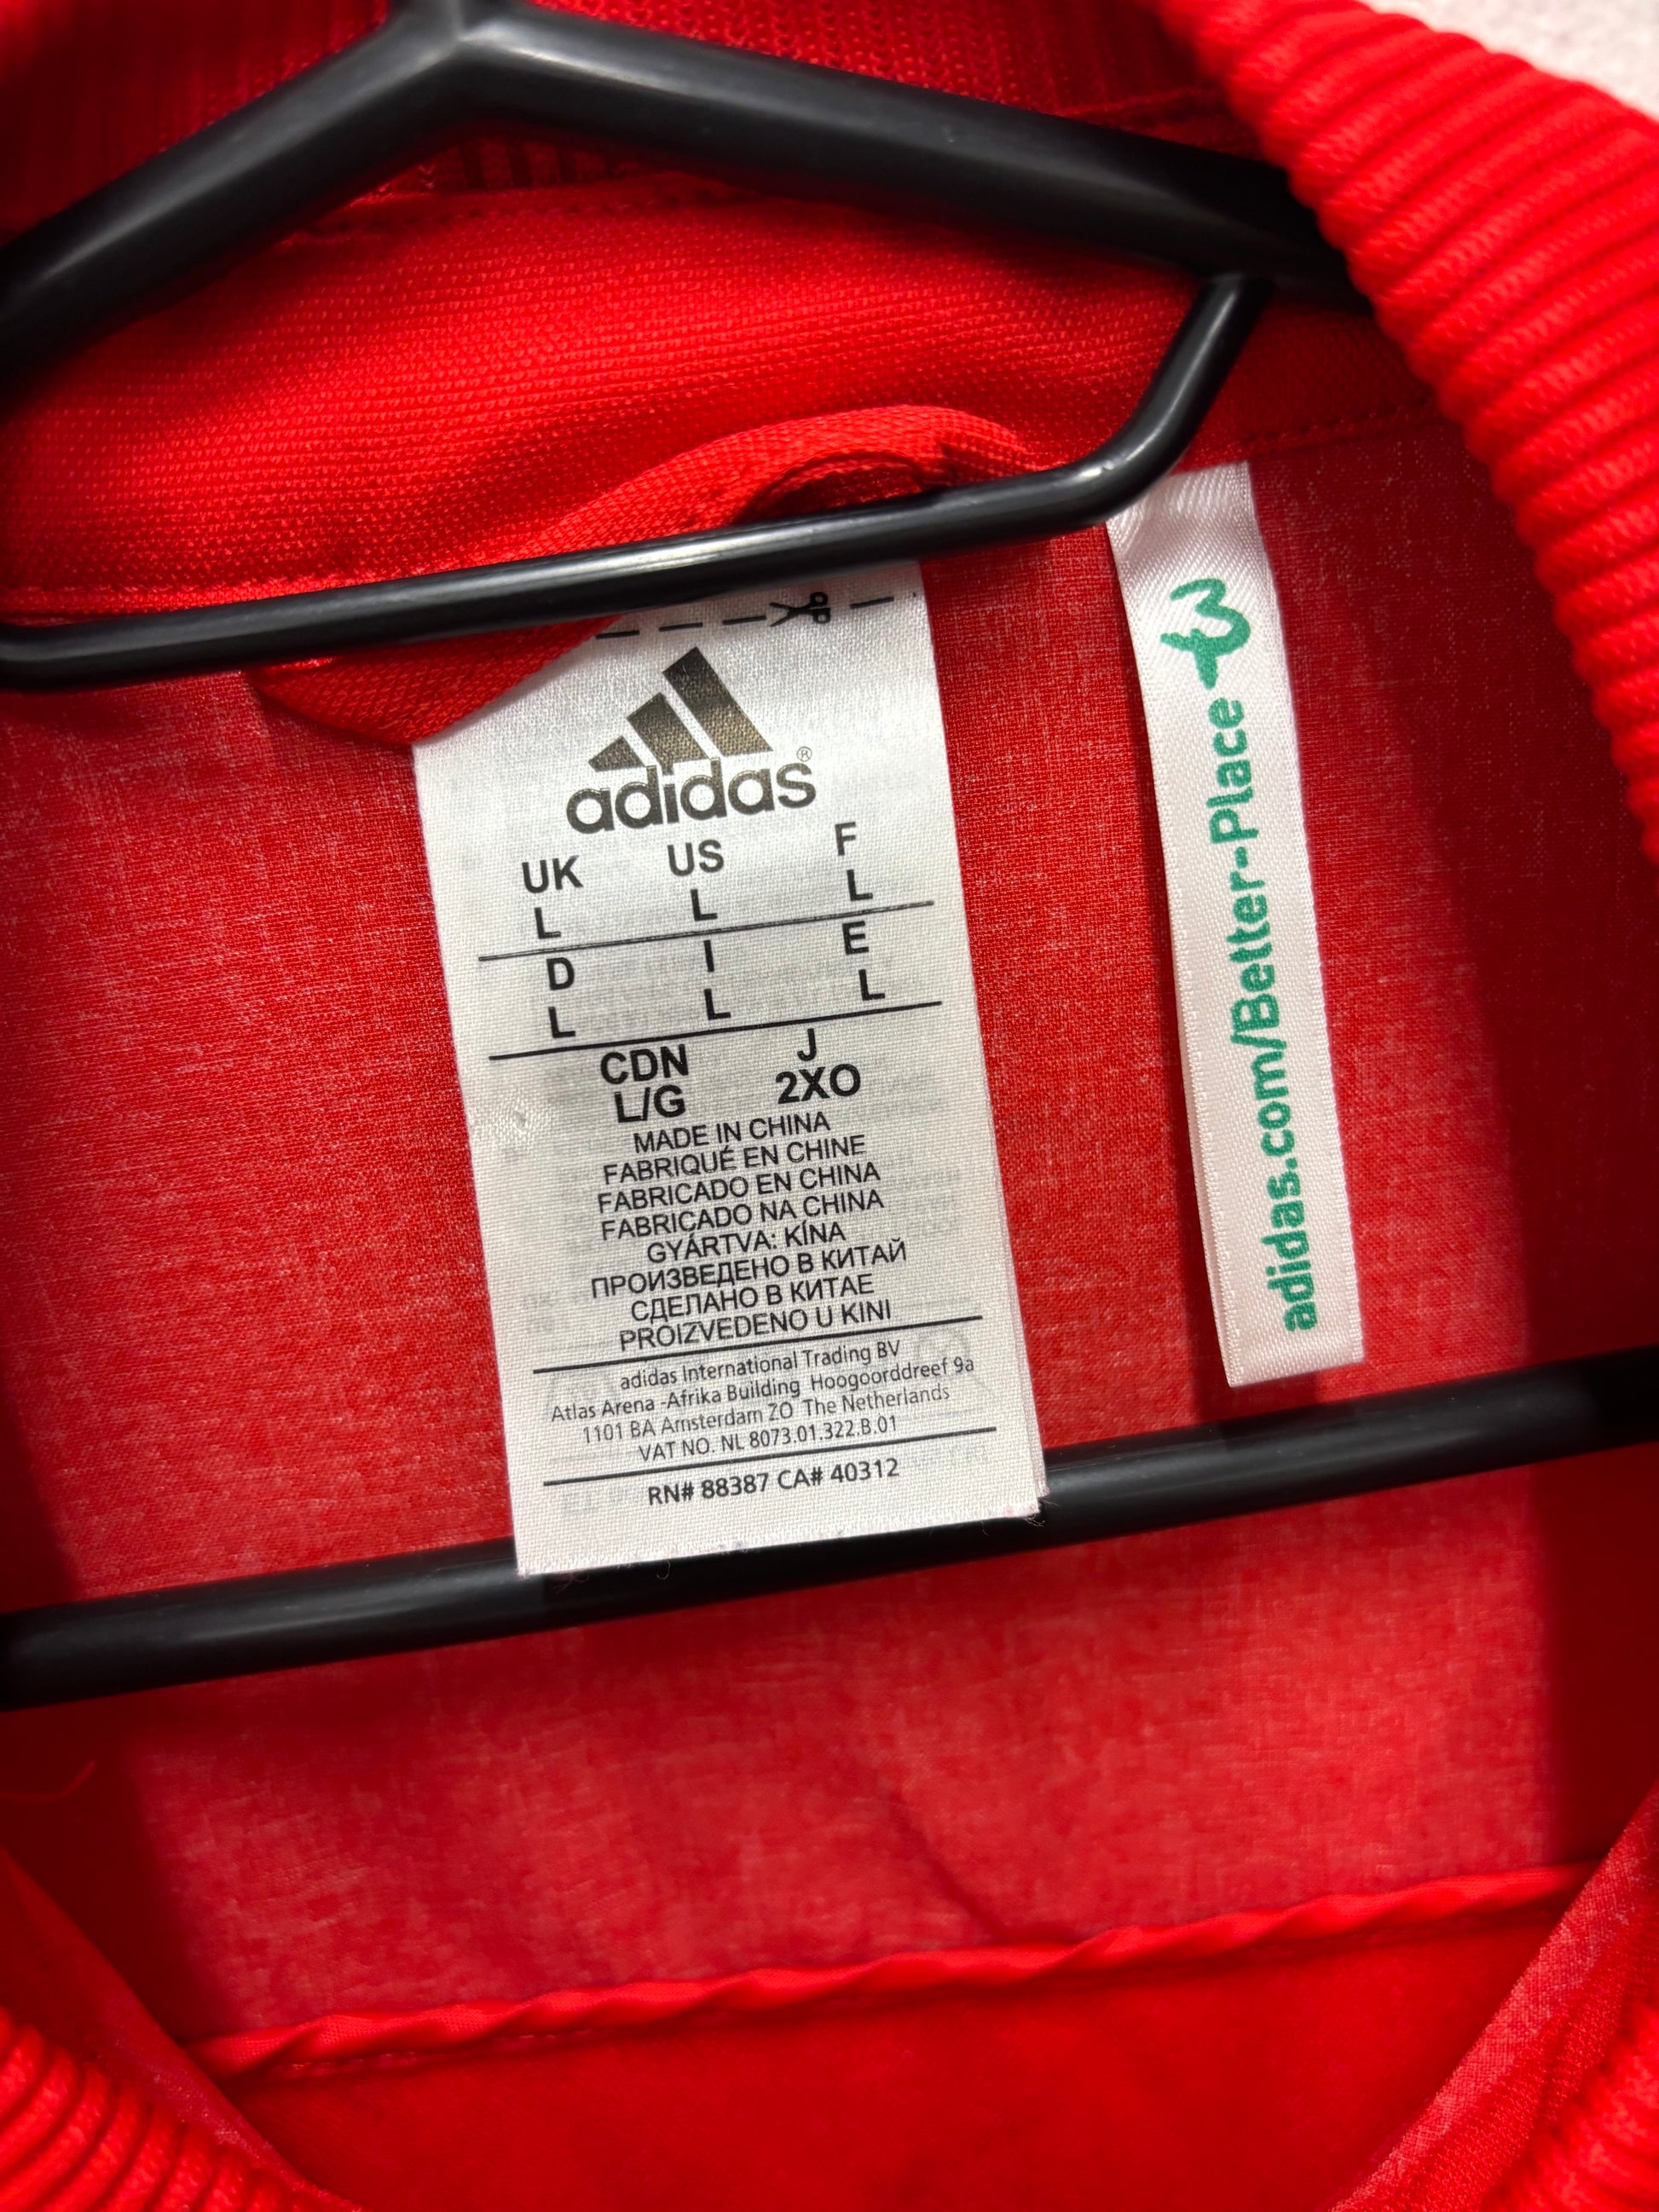 adidas®
UK US F
L L L
D I E
L L L
CDN J
L/G 2XO
MADE IN CHINA
FABRIQUÉ EN CHINE
FABRICADO EN CHINA
FABRICADO NA CHINA
GYÁRTVA: KÍNA
ПРОИЗВЕДЕНО В КИТАЙ
СДЕЛАНО В КИТАЕ
PROIZVEDENO U KINI
adidas International Trading BV
Atlas Arena -Afrika Building Hoogoorddreef 9a
1101 BA Amsterdam ZO The Netherlands
VAT NO. NL 8073.01.322.B.01
RN# 88387 CA# 40312
adidas.com/Better-Place